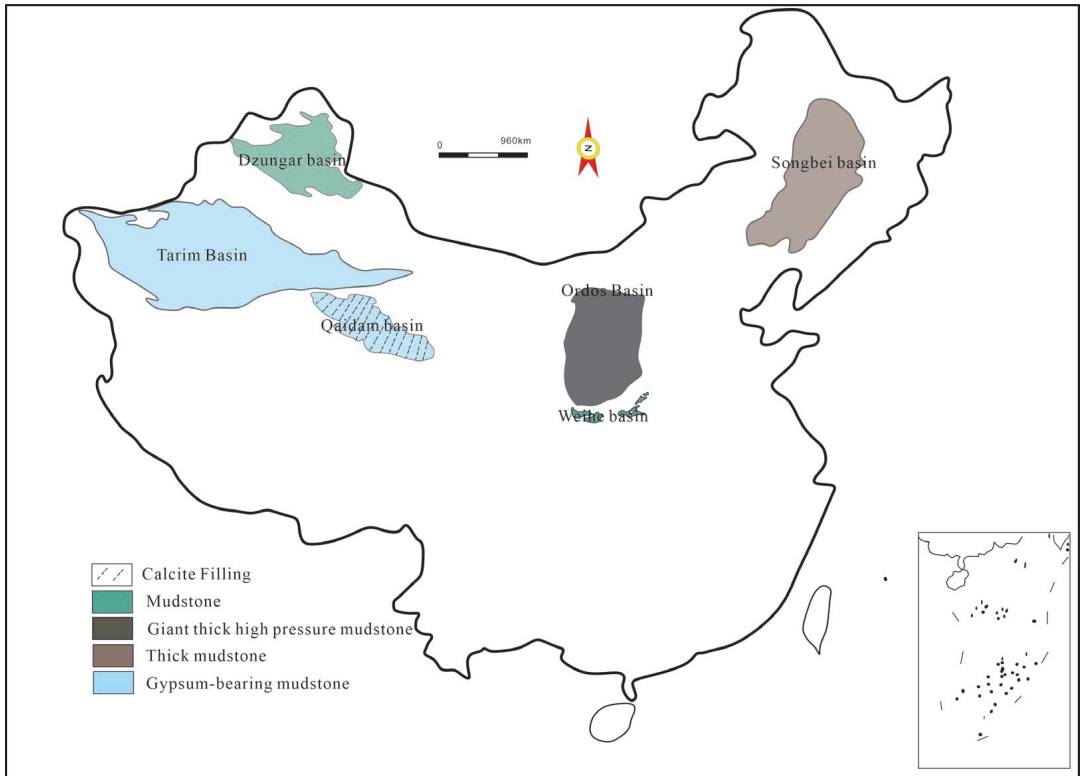 0
960km
N
Dzungar basin
Songbei basin
Tarim Basin
Ordos Basin
Qaidam basin
Weihe basin
Calcite Filling
Mudstone
Giant thick high pressure mudstone
Thick mudstone
Gypsum-bearing mudstone